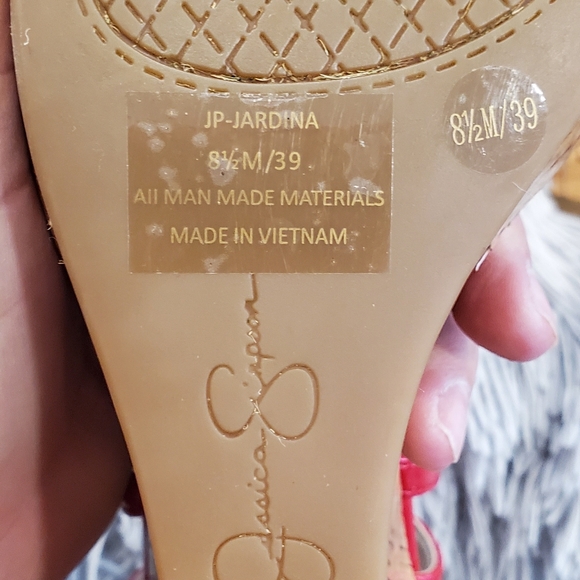 JP-JARDINA
8½M/39
All MAN MADE MATERIALS
MADE IN VIETNAM
8½M/39
Jessica Simpson